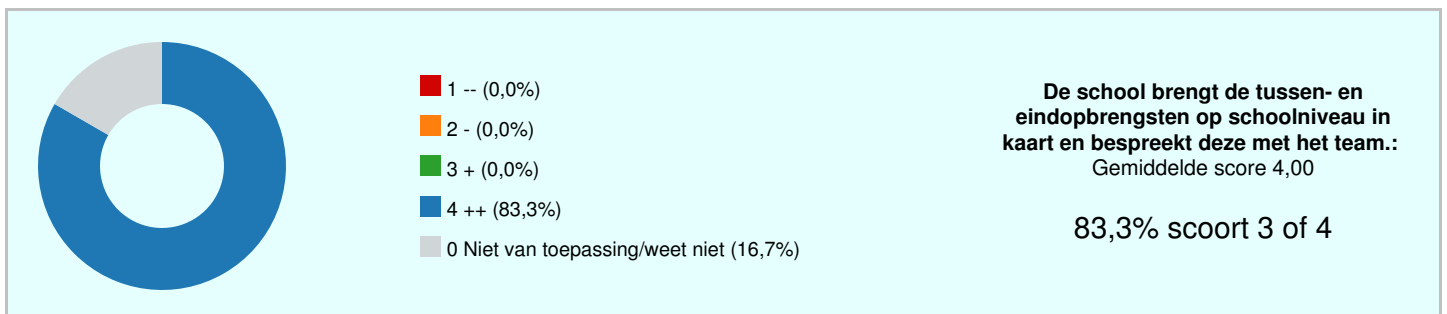 1 -- (0,0%)
2 - (0,0%)
3 + (0,0%)
4 ++ (83,3%)
0 Niet van toepassing/weet niet (16,7%)
De school brengt de tussen- en
eindopbrengsten op schoolniveau in
kaart en bespreekt deze met het team.:
Gemiddelde score 4,00
83,3% scoort 3 of 4